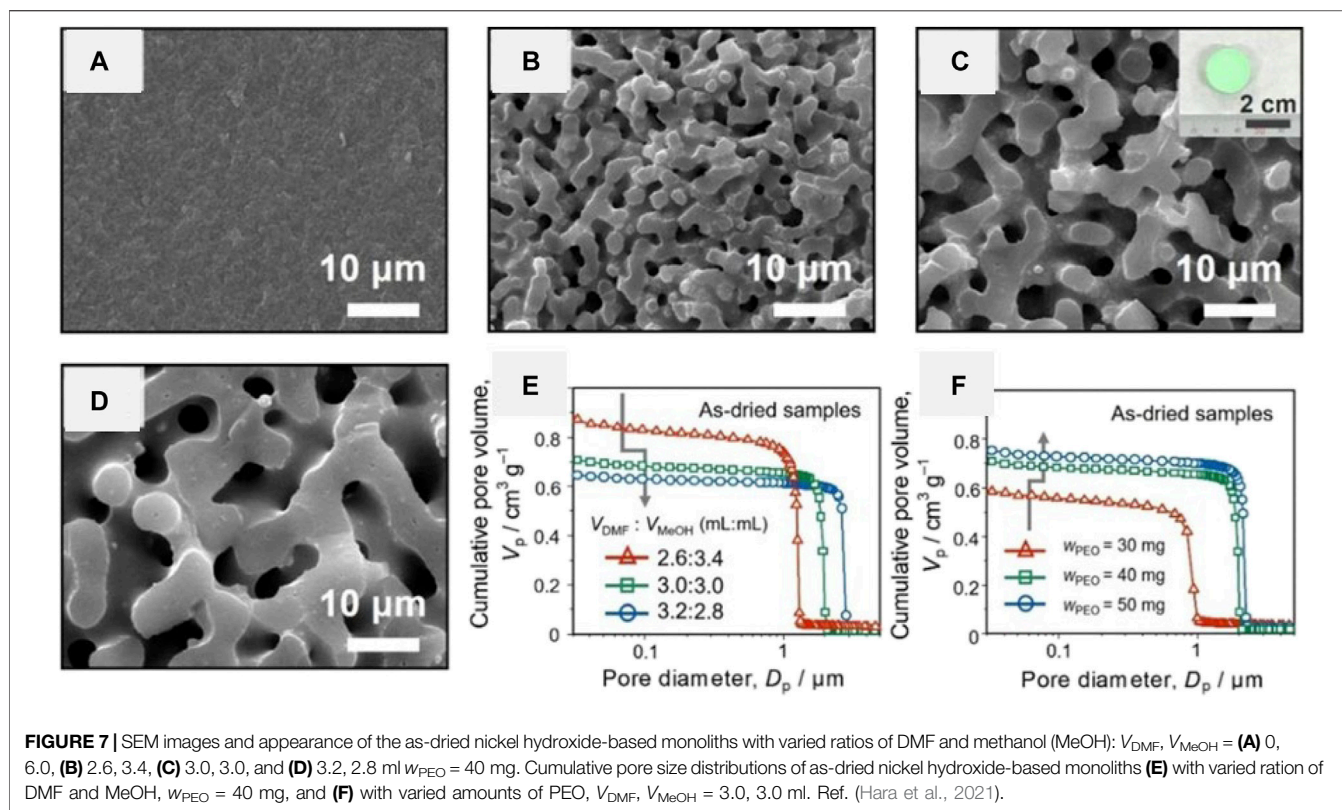 A
10 μm
B
10 μm
C
2 cm
10 μm
D
10 μm
E
As-dried samples
Cumulative pore volume,
Vp / cm³ g⁻¹
0.8
0.6
0.4
0.2
0
VDMF : VMeOH (mL:mL)
2.6:3.4
3.0:3.0
3.2:2.8
0.1
1
Pore diameter, Dp / μm
F
As-dried samples
Cumulative pore volume,
Vp / cm³ g⁻¹
0.8
0.6
0.4
0.2
0
wPEO = 30 mg
wPEO = 40 mg
wPEO = 50 mg
0.1
1
Pore diameter, Dp / μm
FIGURE 7 | SEM images and appearance of the as-dried nickel hydroxide-based monoliths with varied ratios of DMF and methanol (MeOH): VDMF, VMeOH = (A) 0,
6.0, (B) 2.6, 3.4, (C) 3.0, 3.0, and (D) 3.2, 2.8 ml wPEO = 40 mg. Cumulative pore size distributions of as-dried nickel hydroxide-based monoliths (E) with varied ration of
DMF and MeOH, wPEO = 40 mg, and (F) with varied amounts of PEO, VDMF, VMeOH = 3.0, 3.0 ml. Ref. (Hara et al., 2021).